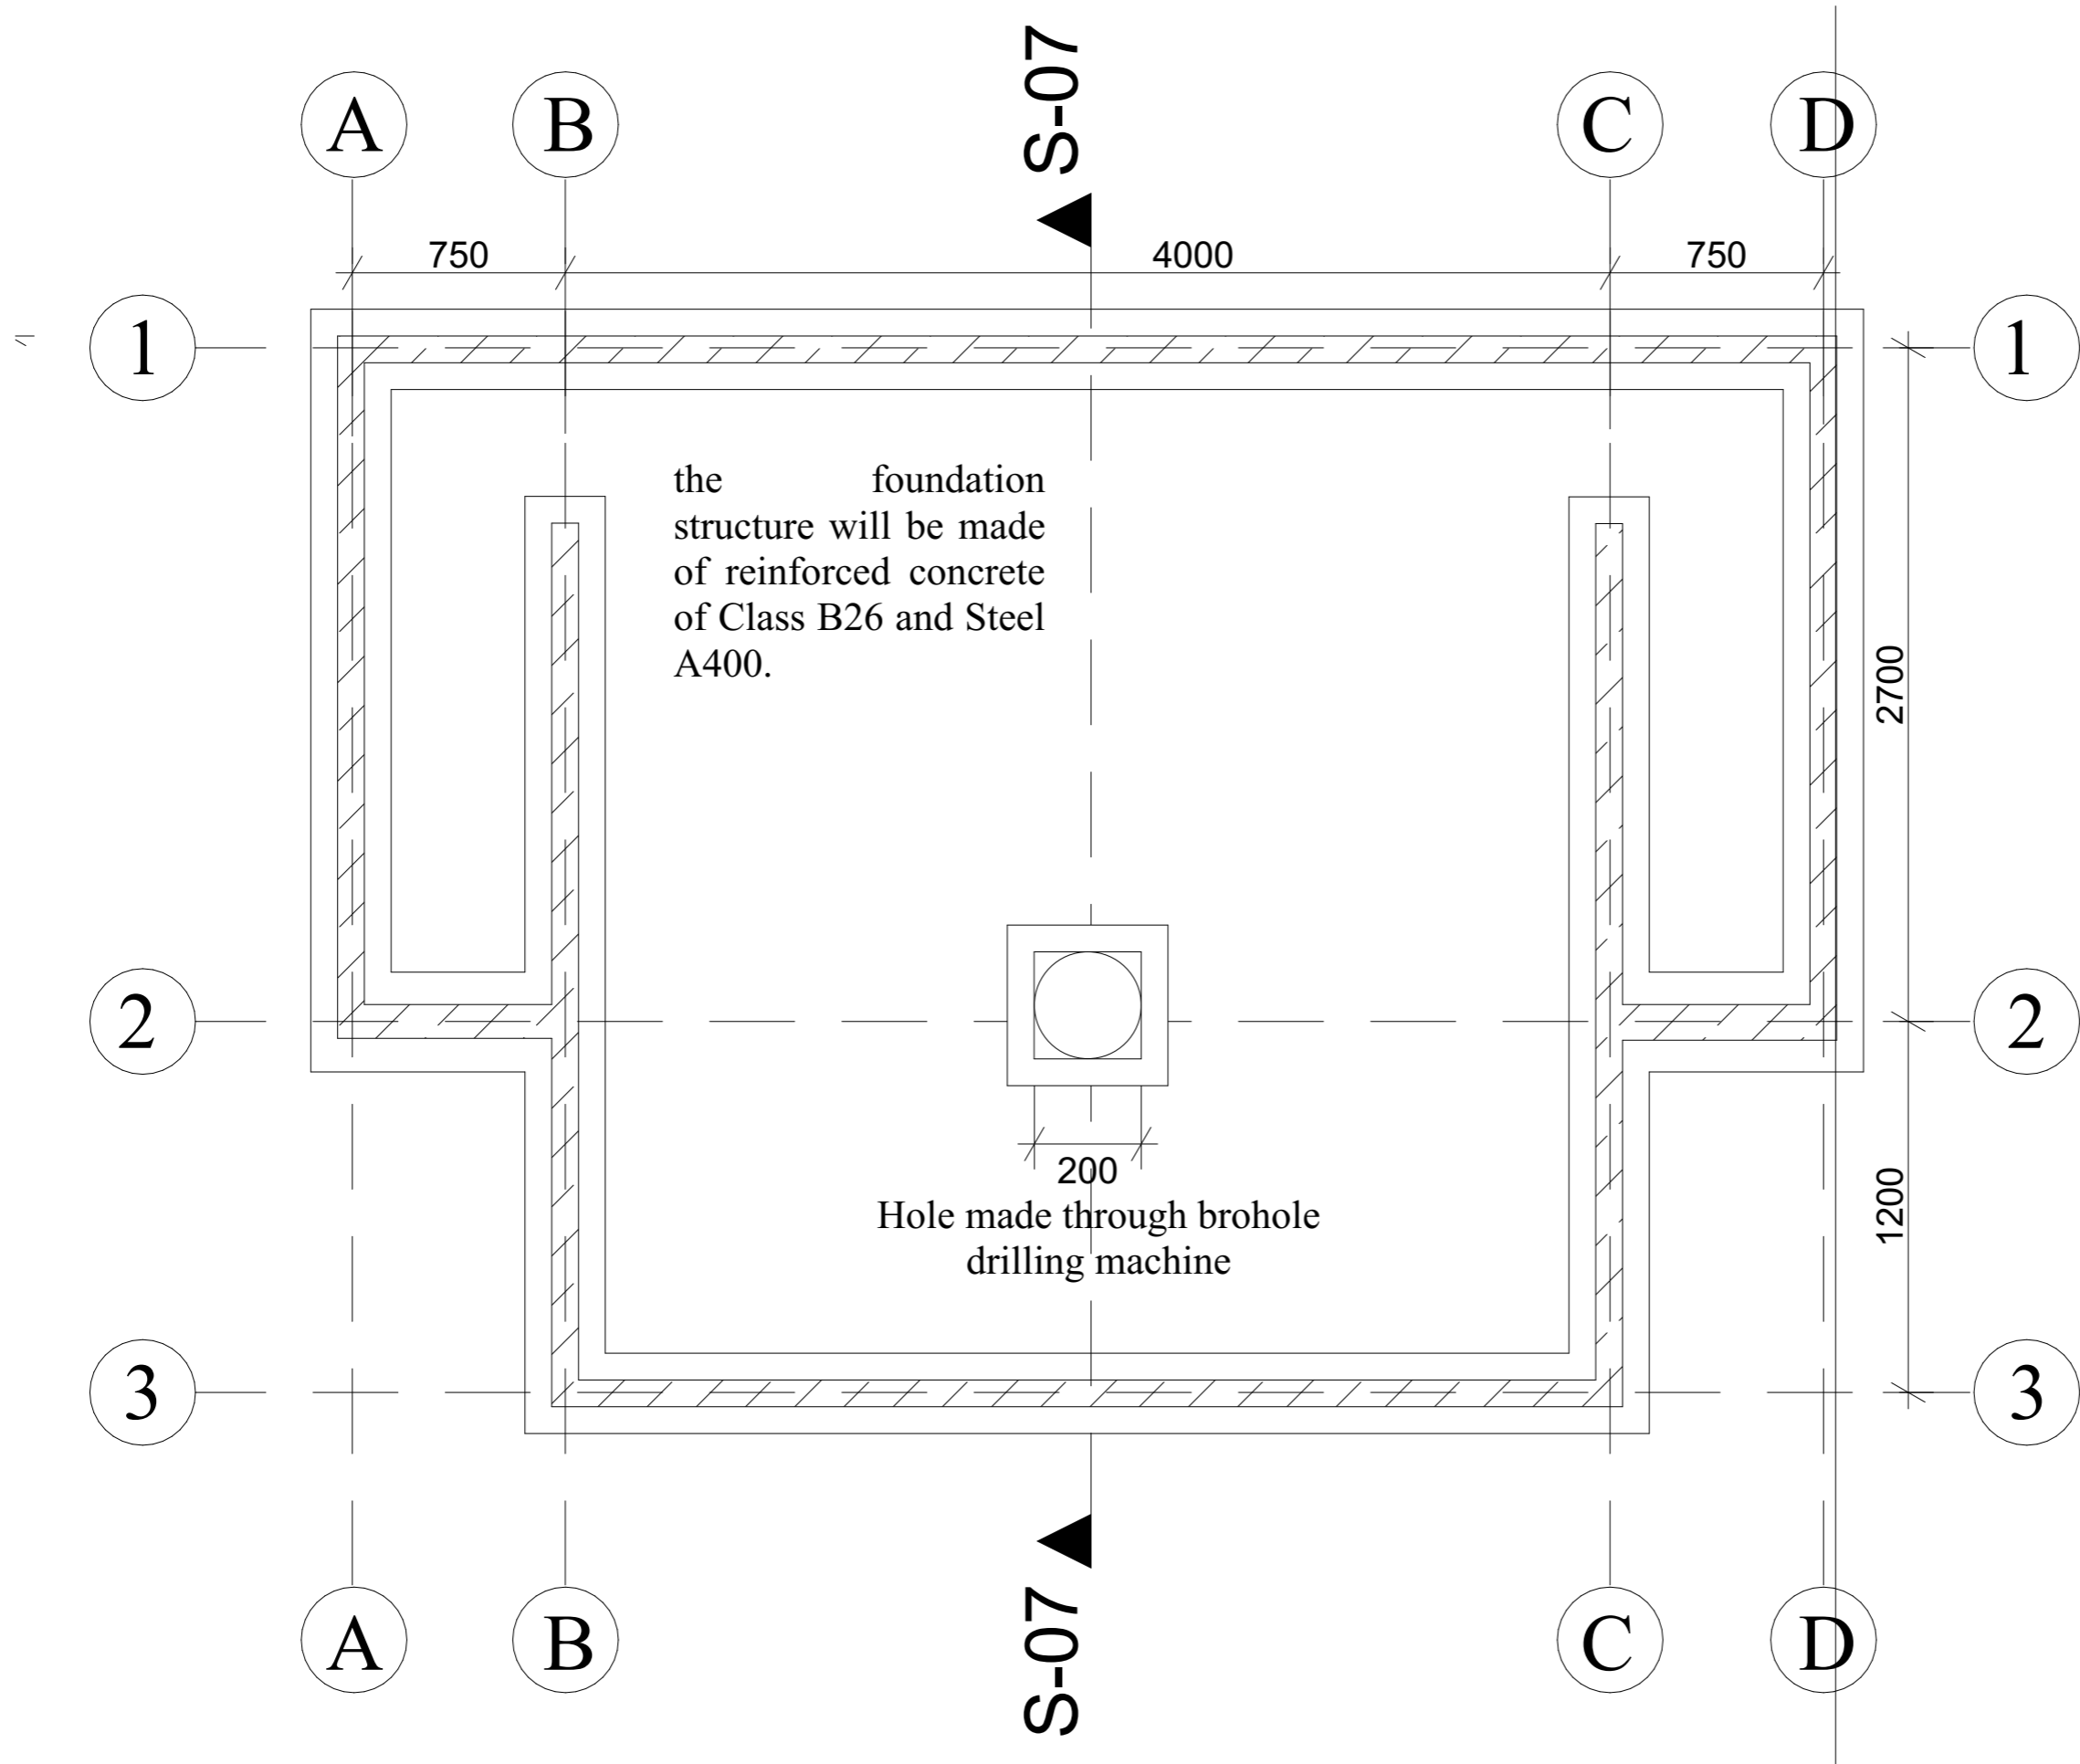 S-07
A
B
C
D
750
4000
750
1
1
the foundation
structure will be made
of reinforced concrete
of Class B26 and Steel
A400.
2700
2
2
200
Hole made through brohole
drilling machine
1200
3
3
A
B
C
D
S-07